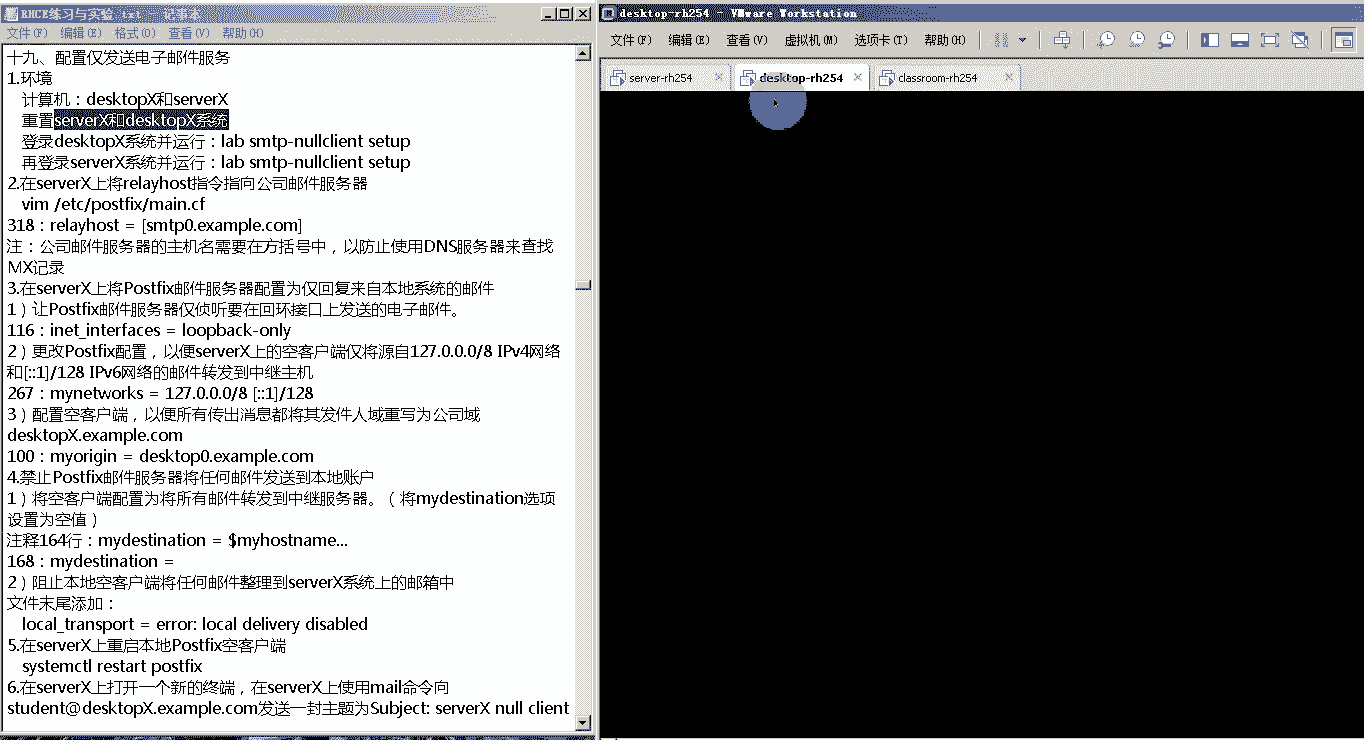 RHCE练习与实验 (x) - 记事本
文件(F) 编辑(E) 格式(O) 查看(V) 帮助(H)
十九、配置仅发送电子邮件服务
1.环境
计算机：desktopX和serverX
重置serverX和desktopX系统
登录desktopX系统并运行：lab smtp-nullclient setup
再登录serverX系统并运行：lab smtp-nullclient setup
2.在serverX上将relayhost指令指向公司邮件服务器
vim /etc/postfix/main.cf
318：relayhost = [smtp0.example.com]
注：公司邮件服务器的主机名需要在方括号中，以防止使用DNS服务器来查找
MX记录
3.在serverX上将Postfix邮件服务器配置为仅回复来自本地系统的邮件
1）让Postfix邮件服务器仅侦听要在回环接口上发送的电子邮件。
116：inet_interfaces = loopback-only
2）更改Postfix配置，以便serverX上的空客户端仅将源自127.0.0.0/8 IPv4网络
和[::1]/128 IPv6网络的邮件转发到中继主机
267：mynetworks = 127.0.0.0/8 [::1]/128
3）配置空客户端，以便所有传出消息都将其发件人域重写为公司域
desktopX.example.com
100：myorigin = desktop0.example.com
4.禁止Postfix邮件服务器将任何邮件发送到本地账户
1）将空客户端配置为将所有邮件转发到中继服务器。（将mydestination选项
设置为空值）
注释164行：mydestination = $myhostname...
168：mydestination =
2）阻止本地空客户端将任何邮件整理到serverX系统上的邮箱中
文件末尾添加：
local_transport = error: local delivery disabled
5.在serverX上重启本地Postfix空客户端
systemctl restart postfix
6.在serverX上打开一个新的终端，在serverX上使用mail命令向
student@desktopX.example.com发送一封主题为Subject: serverX null client
desktop-rh254 - VMware Workstation
文件(F) 编辑(E) 查看(V) 虚拟机(M) 选项卡(T) 帮助(H)
server-rh254 desktop-rh254 classroom-rh254